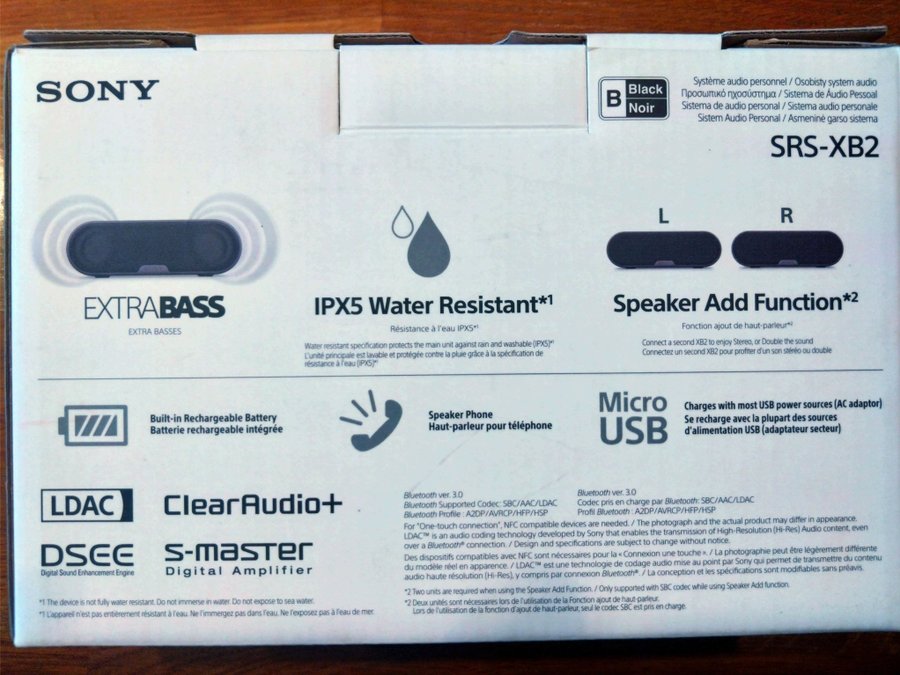 SONY
B Black Noir
Système audio personnel / Osobisty system audio
Προσωπικό ηχοσύστημα / Sistema de Áudio Pessoal
Sistema de audio personal / Sistema audio personale
Sistem Audio Personal / Asmeninė garso sistema
SRS-XB2
EXTRA BASS
EXTRA BASSES
IPX5 Water Resistant*1
Résistance à l'eau IPX5*1
Water resistant specification protects the main unit against rain and washable (IPX5)*1
L'unité principale est lavable et protégée contre la pluie grâce à la spécification de
résistance à l'eau (IPX5)*1
L R
Speaker Add Function*2
Fonction ajout de haut-parleur*2
Connect a second XB2 to enjoy Stereo, or Double the sound
Connectez un second XB2 pour profiter d'un son stéréo ou double
Built-in Rechargeable Battery
Batterie rechargeable intégrée
Speaker Phone
Haut-parleur pour téléphone
Micro
USB
Charges with most USB power sources (AC adaptor)
Se recharge avec la plupart des sources
d'alimentation USB (adaptateur secteur)
LDAC
ClearAudio+
DSEE
Digital Sound Enhancement Engine
S-MASTER
Digital Amplifier
Bluetooth ver. 3.0
Bluetooth Supported Codec: SBC/AAC/LDAC
Bluetooth Profile : A2DP/AVRCP/HFP/HSP
Bluetooth ver. 3.0
Codec pris en charge par Bluetooth: SBC/AAC/LDAC
Profil Bluetooth : A2DP/AVRCP/HFP/HSP
For "One-touch connection", NFC compatible devices are needed. / The photograph and the actual product may differ in appearance.
LDAC™ is an audio coding technology developed by Sony that enables the transmission of High-Resolution (Hi-Res) Audio content, even
over a Bluetooth® connection. / Design and specifications are subject to change without notice.
Des dispositifs compatibles avec NFC sont nécessaires pour la « Connexion une touche ». / La photographie peut être légèrement différente
du modèle réel en apparence. / LDAC™ est une technologie de codage audio mise au point par Sony qui permet de transmettre du contenu
audio haute résolution (Hi-Res), y compris par connexion Bluetooth®. / La conception et les spécifications sont modifiables sans préavis.
*2 Two units are required when using the Speaker Add Function. / Only supported with SBC codec while using Speaker Add function.
*2 Deux unités sont nécessaires lors de l'utilisation de la Fonction ajout de haut-parleur.
Lors de l'utilisation de la fonction d'ajout de haut-parleur, seul le codec SBC est pris en charge.
*1 The device is not fully water resistant. Do not immerse in water. Do not expose to sea water.
*1 L'appareil n'est pas entièrement résistant à l'eau. Ne l'immergez pas dans l'eau. Ne l'exposez pas à l'eau de mer.